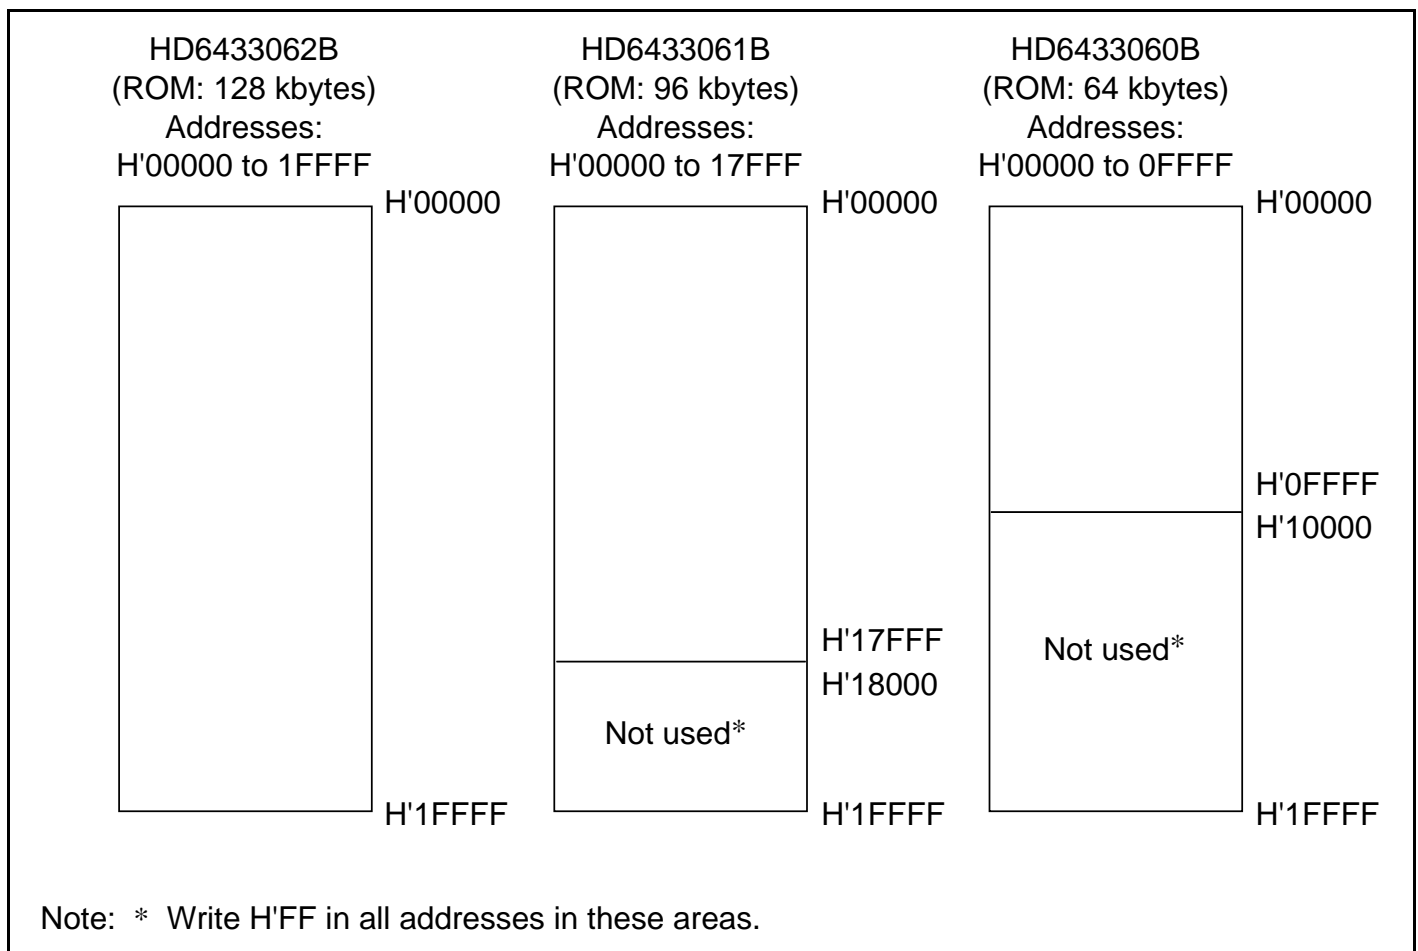 HD6433062B
(ROM: 128 kbytes)
Addresses:
H'00000 to 1FFFF
H'00000
H'1FFFF
HD6433061B
(ROM: 96 kbytes)
Addresses:
H'00000 to 17FFF
H'00000
H'17FFF
H'18000
Not used*
H'1FFFF
HD6433060B
(ROM: 64 kbytes)
Addresses:
H'00000 to 0FFFF
H'00000
H'0FFFF
H'10000
Not used*
H'1FFFF
Note: * Write H'FF in all addresses in these areas.